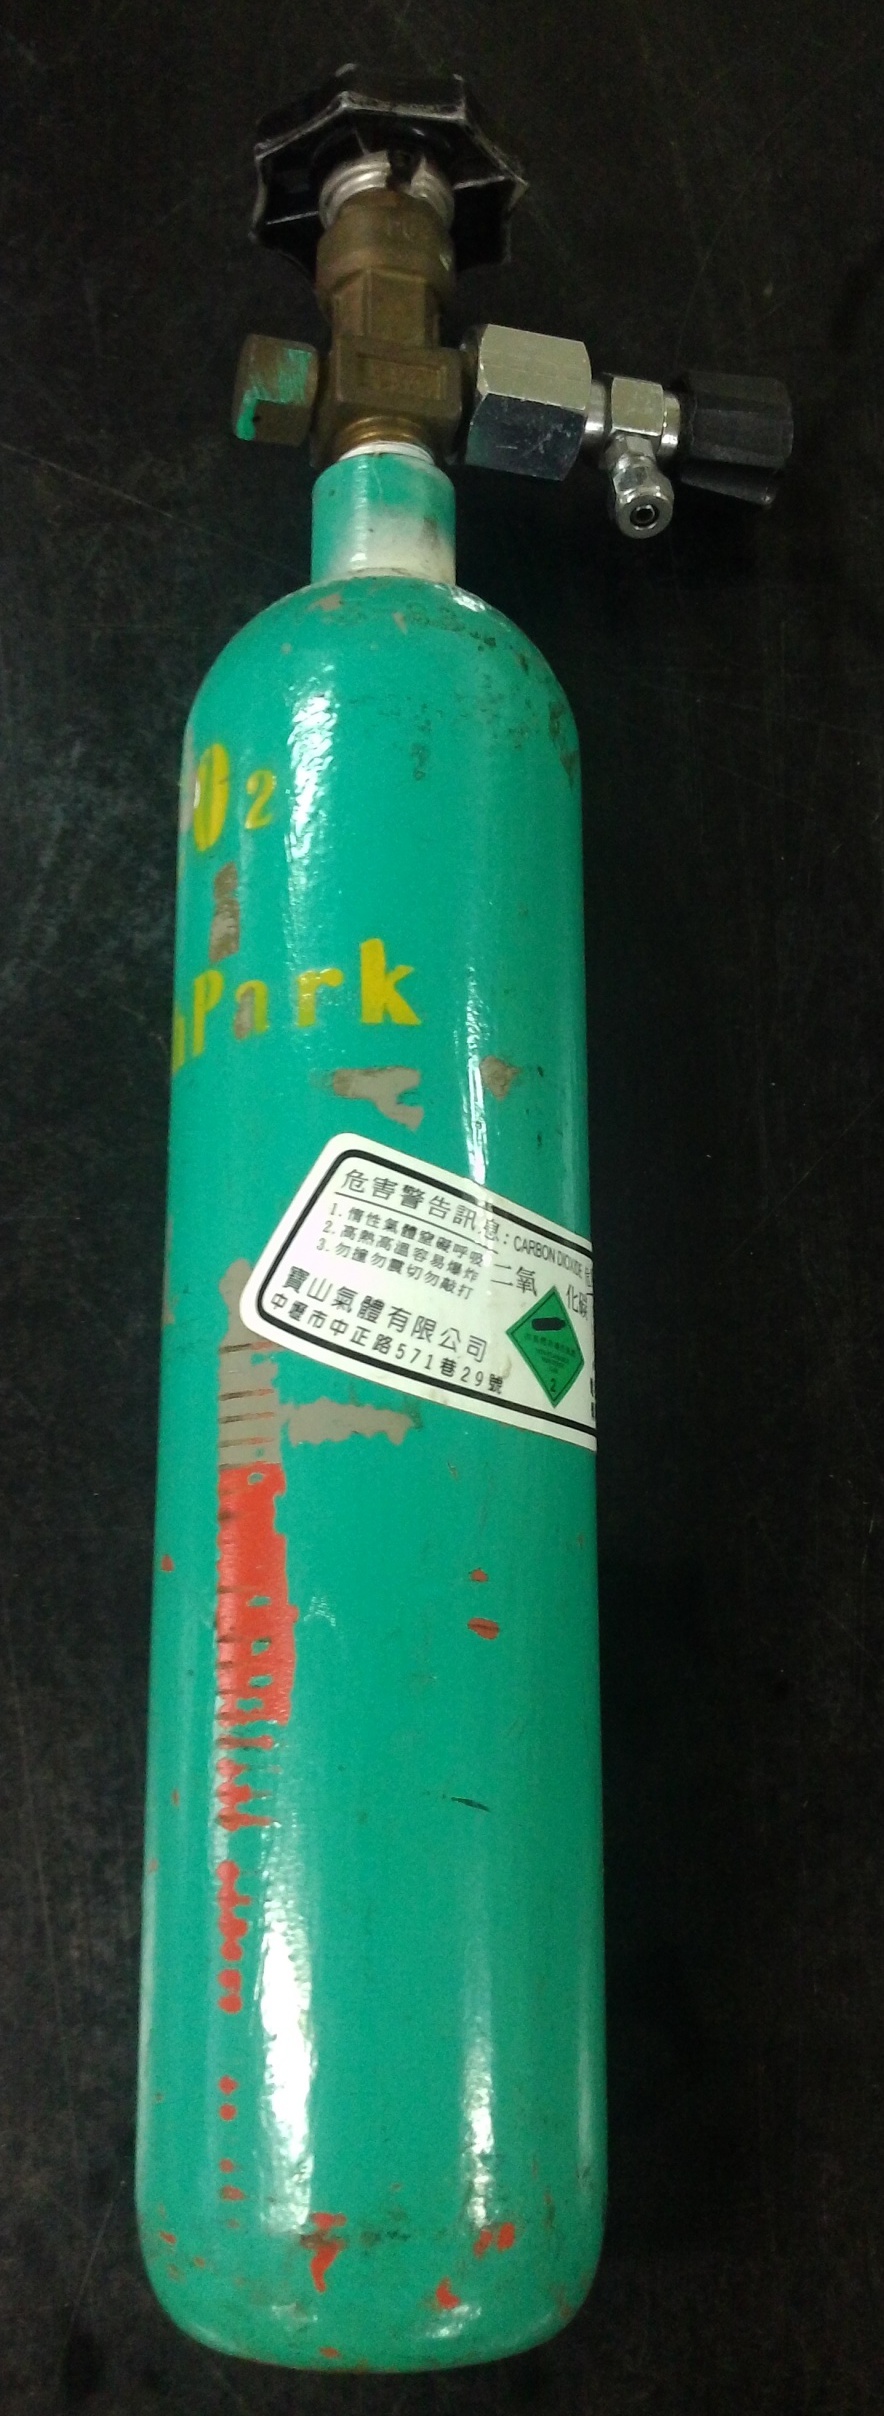 O2
nPark
危害警告訊息: CARBON DIOXIDE
1. 惰性氣體窒礙呼吸
2. 高熱高溫容易爆炸
3. 勿撞勿震切勿敲打
二氧化碳
寶山氣體有限公司
中壢市中正路571巷29號
2